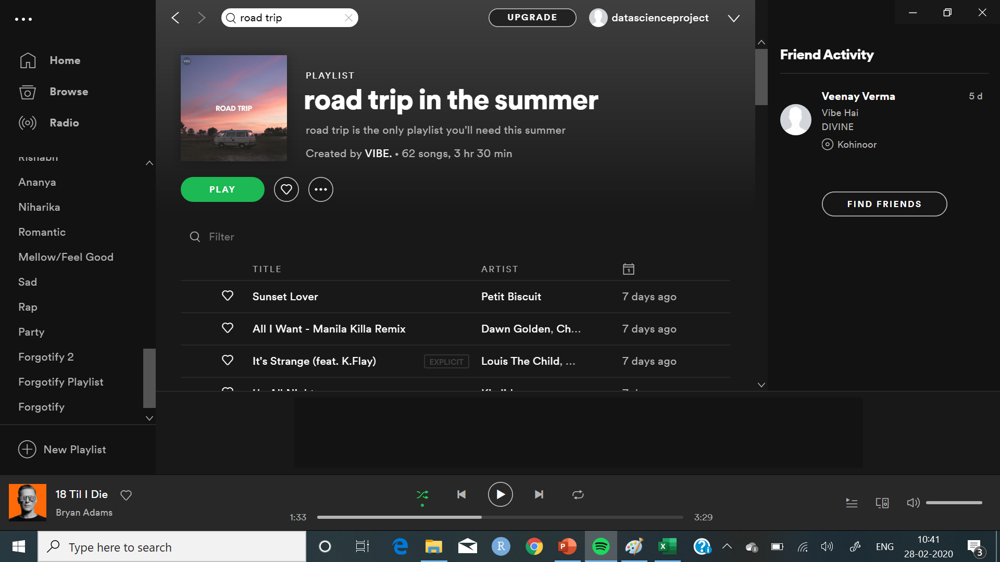 road trip
UPGRADE
datascienceproject
Home
Browse
Radio
Rishabh
Ananya
Niharika
Romantic
Mellow/Feel Good
Sad
Rap
Party
Forgotify 2
Forgotify Playlist
Forgotify
New Playlist
VIBE
ROAD TRIP
PLAYLIST
road trip in the summer
road trip is the only playlist you'll need this summer
Created by VIBE. • 62 songs, 3 hr 30 min
PLAY
Filter
TITLE ARTIST
Sunset Lover Petit Biscuit 7 days ago
All I Want - Manila Killa Remix Dawn Golden, Ch... 7 days ago
It's Strange (feat. K.Flay) EXPLICIT Louis The Child, ... 7 days ago
Friend Activity
Veenay Verma 5 d
Vibe Hai
DIVINE
Kohinoor
FIND FRIENDS
18 Til I Die
Bryan Adams
1:33
3:29
Type here to search
ENG
10:41
28-02-2020
3